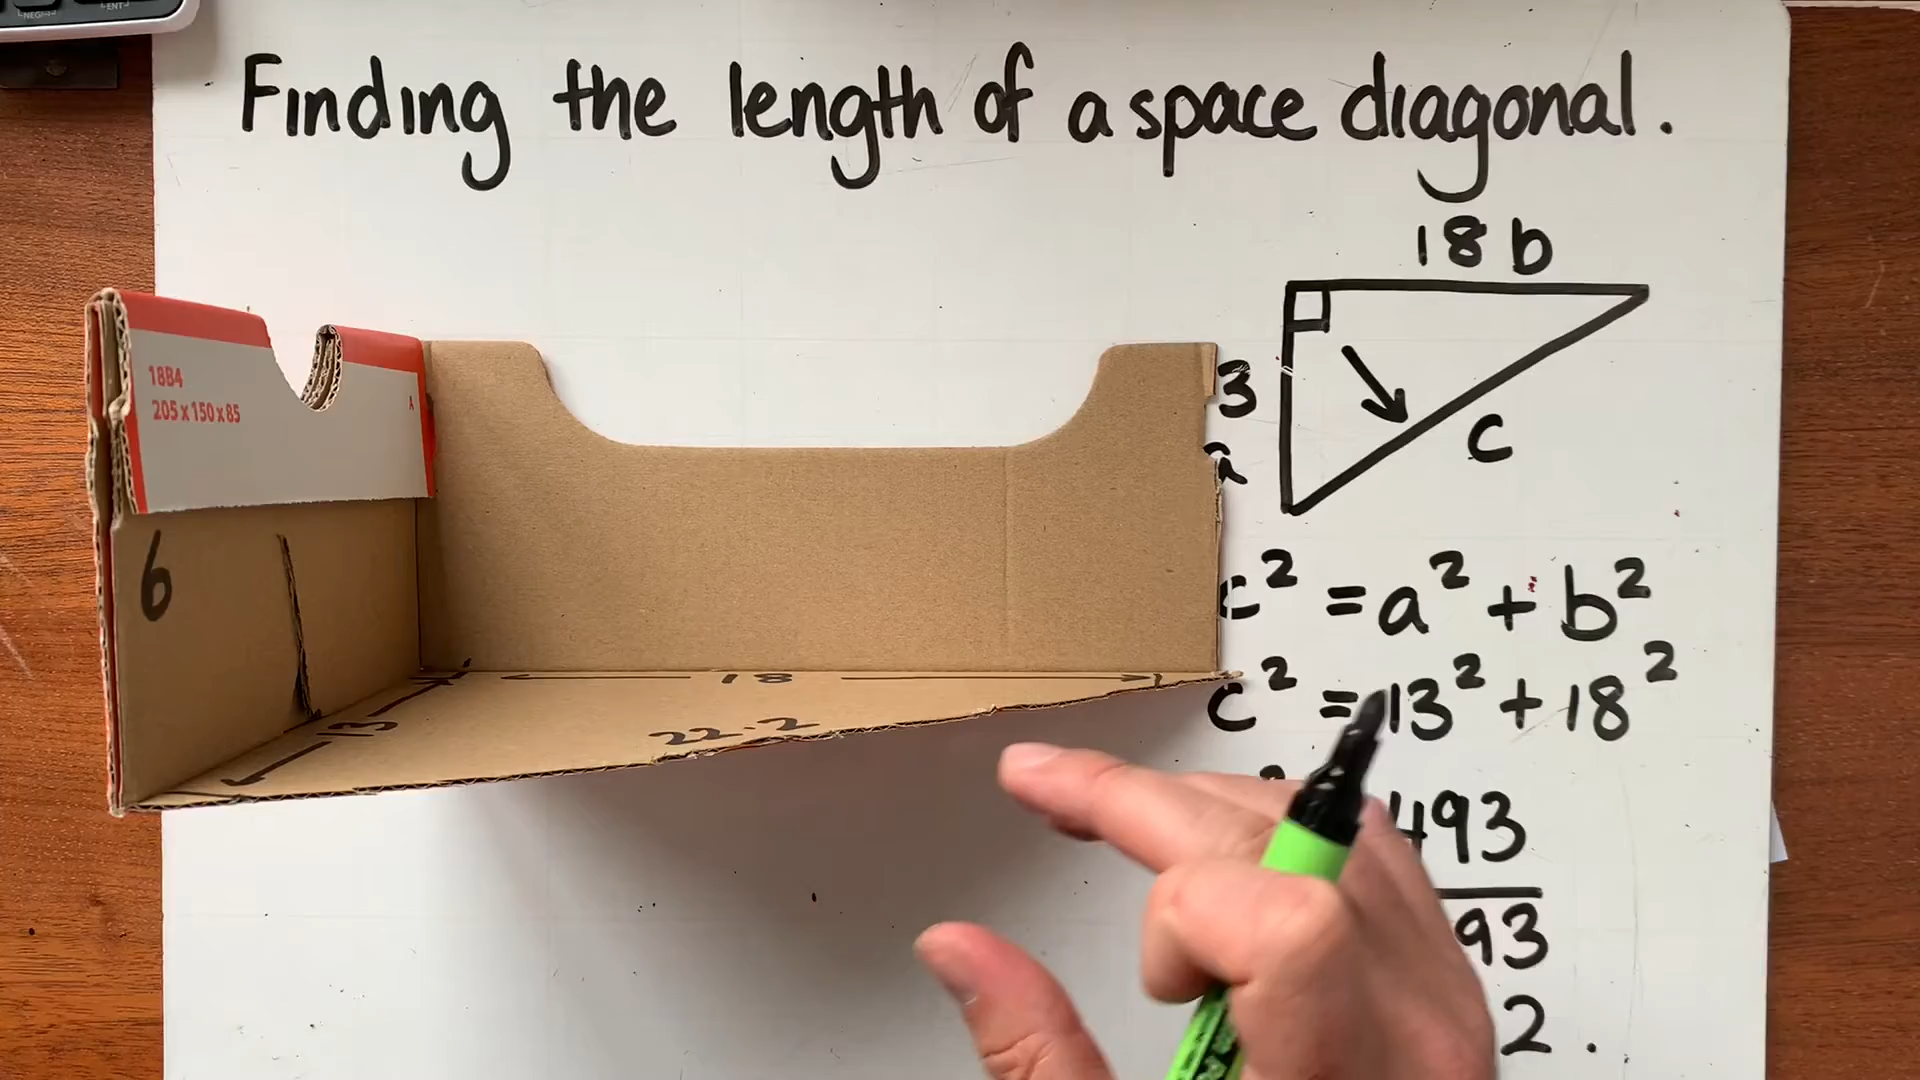 Finding the length of a space diagonal.
18 b
3
c
18B4
205 x 150 x 85
A
6
c² = a² + b²
c² = 13² + 18²
18
13
22.2
493
93
2.